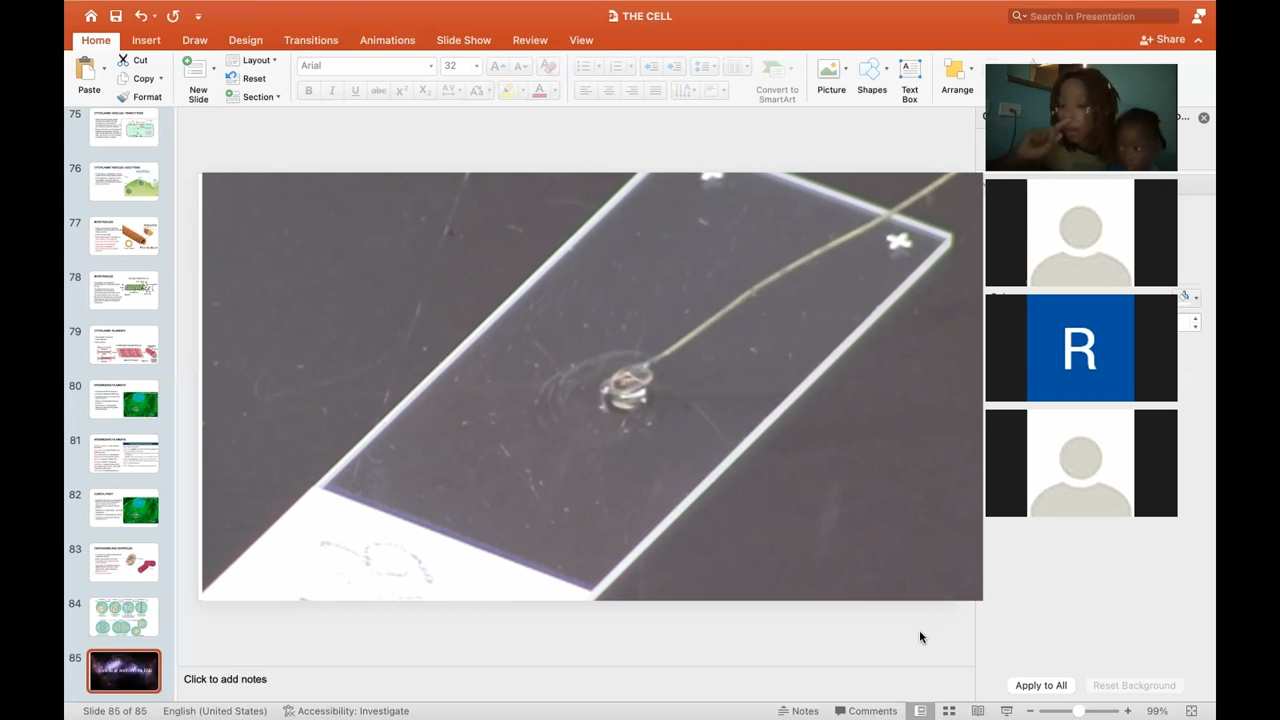 THE CELL
Search in Presentation
Home Insert Draw Design Transitions Animations Slide Show Review View
Share
Paste
Cut
Copy
Format
New Slide
Layout
Reset
Section
Arial
32
Convert to SmartArt
Picture
Shapes
Text Box
Arrange
75
76
77
78
79
80
81
82
83
84
85
R
Click to add notes
Apply to All
Reset Background
Slide 85 of 85
English (United States)
Accessibility: Investigate
Notes
Comments
99%